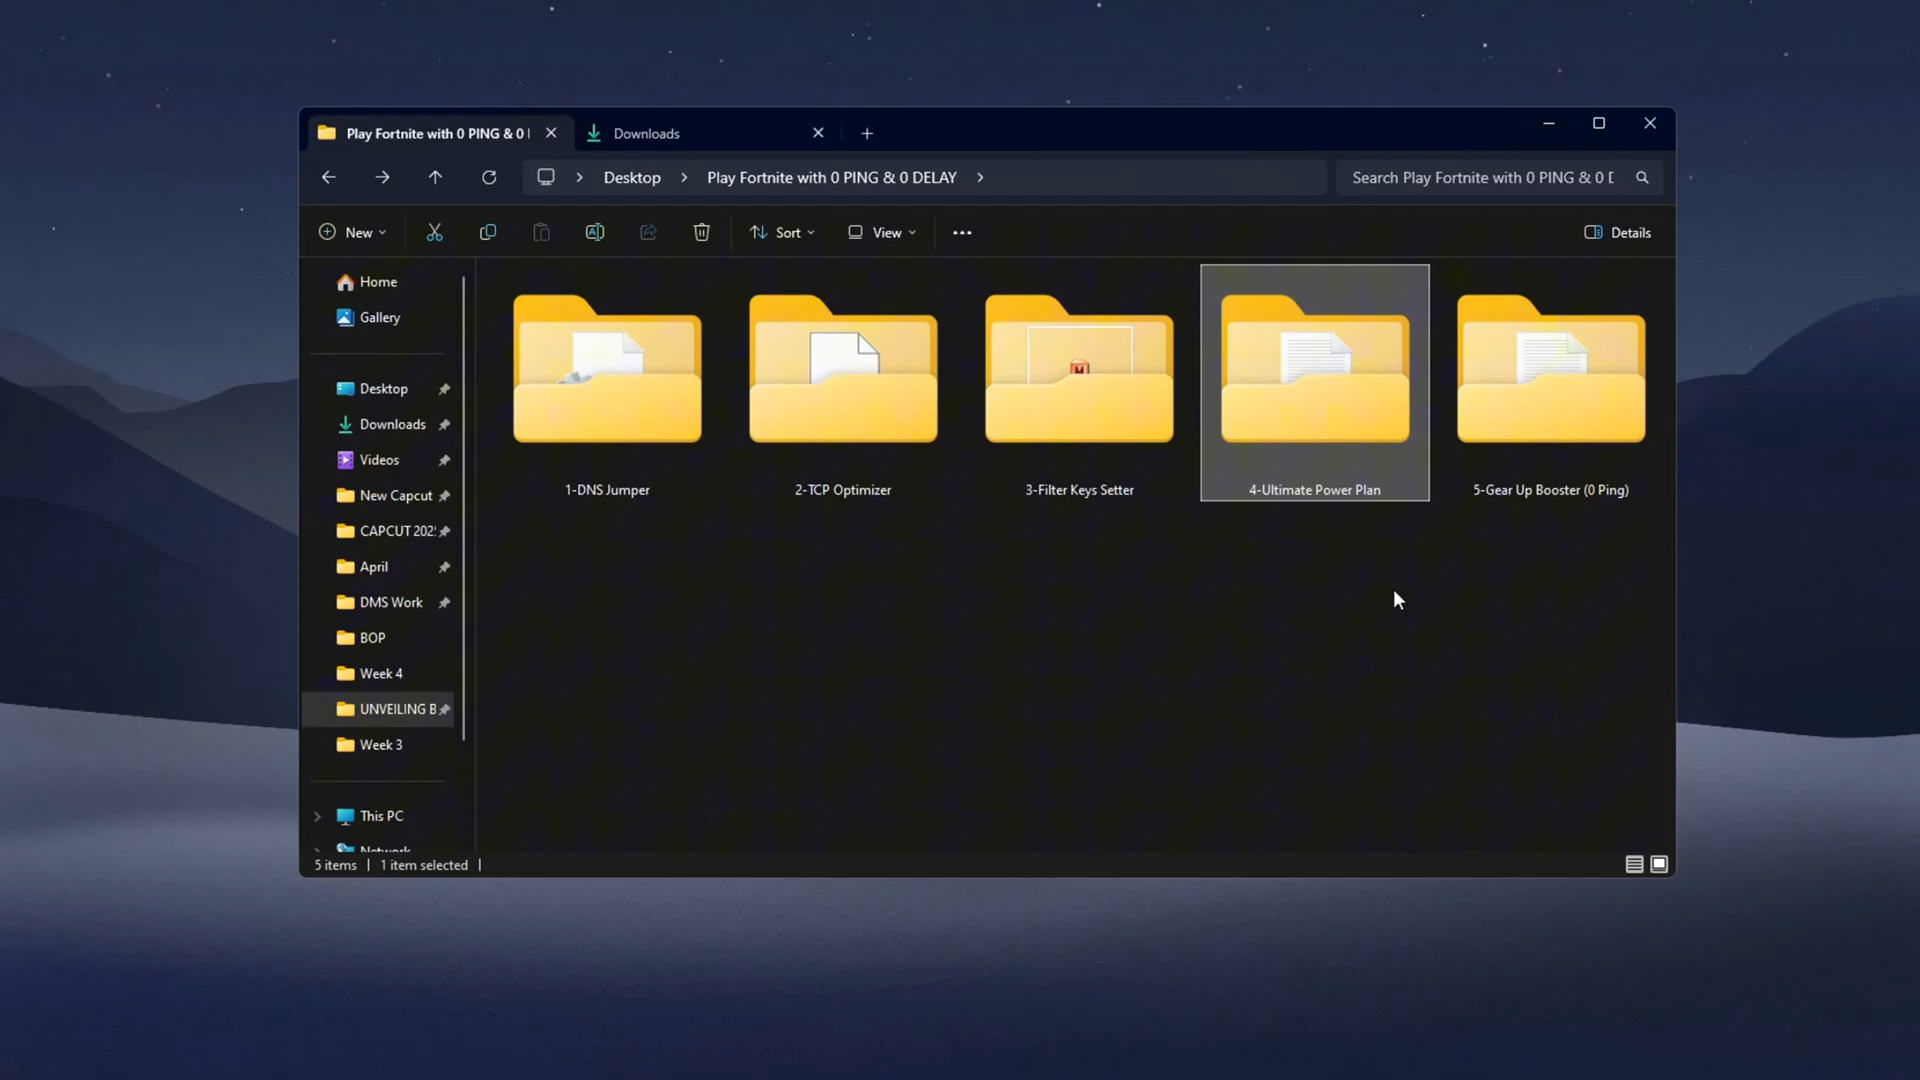 Play Fortnite with 0 PING & 0
Downloads
Desktop
Play Fortnite with 0 PING & 0 DELAY
Search Play Fortnite with 0 PING & 0
New
Sort
View
Details
Home
Gallery
Desktop
Downloads
Videos
New Capcut
CAPCUT 202
April
DMS Work
BOP
Week 4
UNVEILING B
Week 3
This PC
Network
1-DNS Jumper
2-TCP Optimizer
3-Filter Keys Setter
M
4-Ultimate Power Plan
5-Gear Up Booster (0 Ping)
5 items
1 item selected